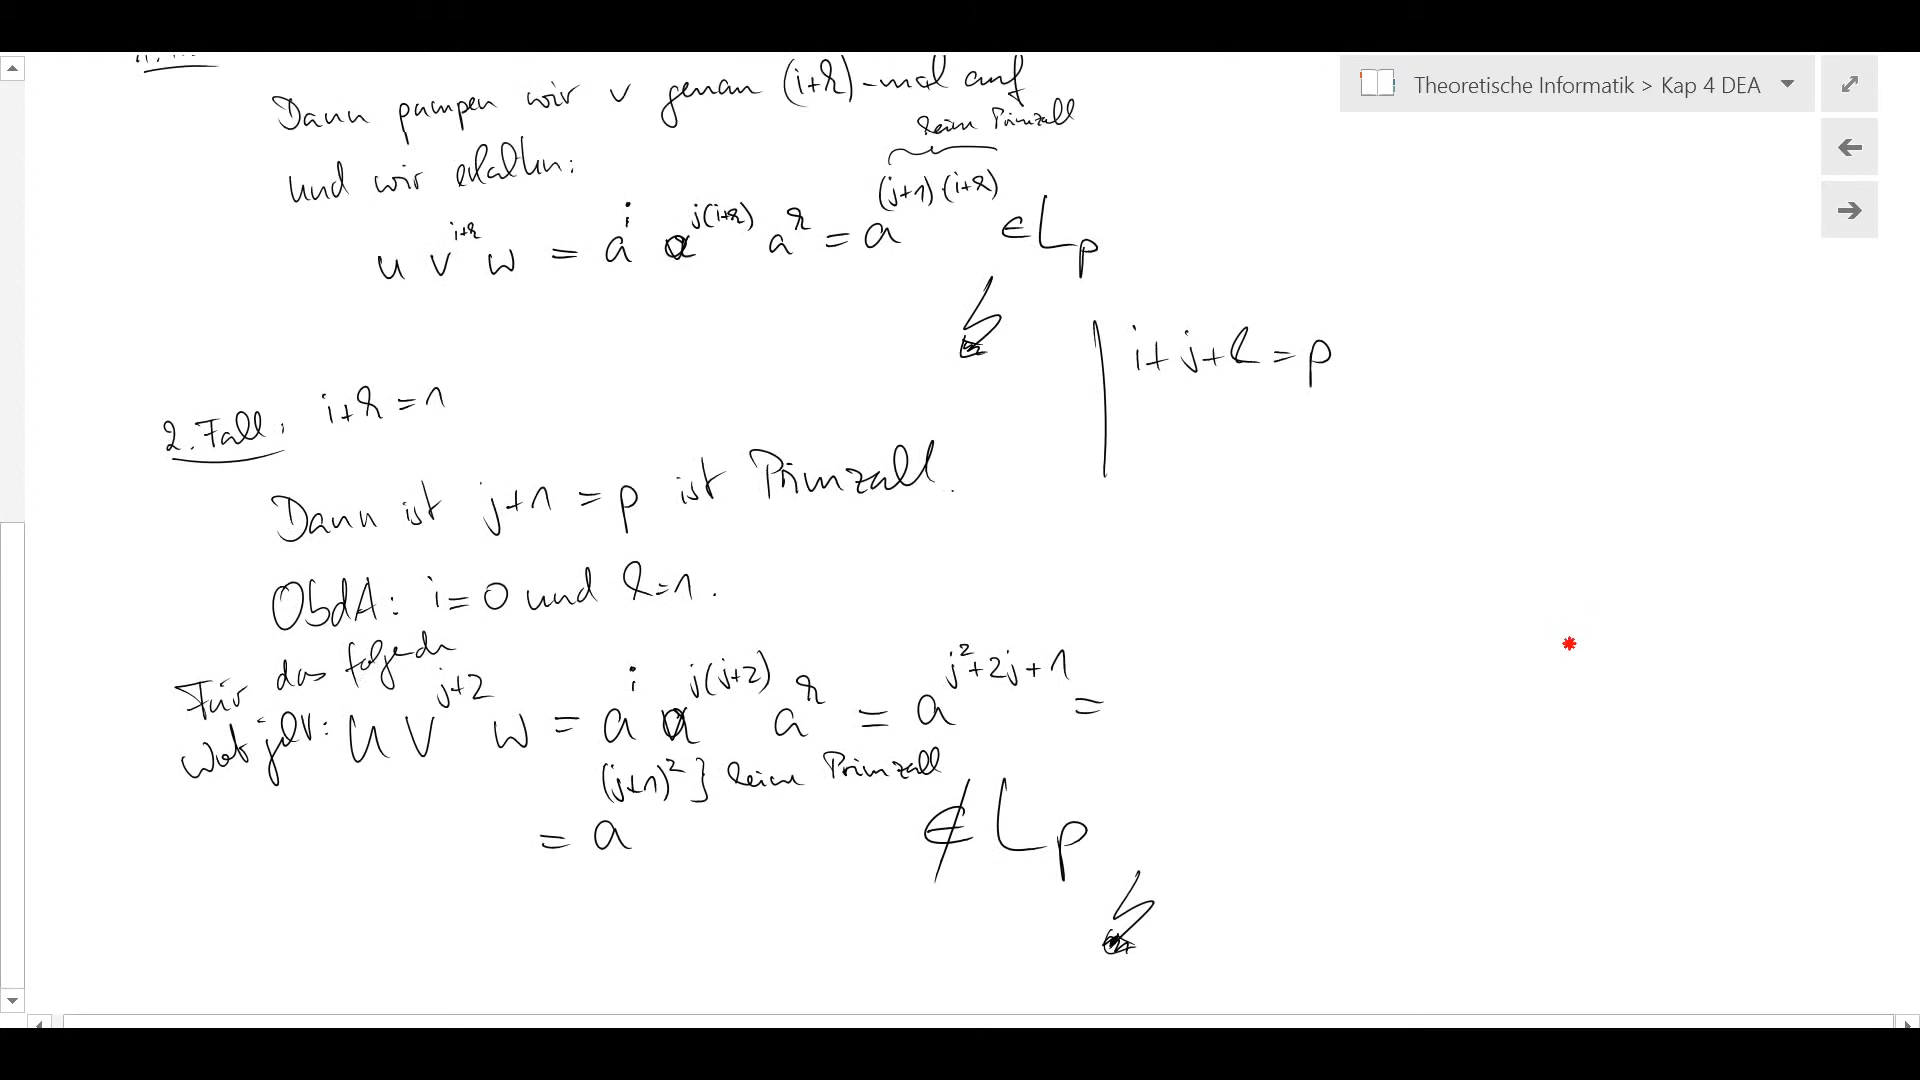 Theoretische Informatik > Kap 4 DEA
Dann pumpen wir v genau (i+k)-mal auf
und wir erhalten:
keine Primzahl
u v^{i+k} w = a^i a^{j(i+k)} a^k = a^{(j+1)(i+k)} ∈ L_p
i+j+k = p
2. Fall: i+k = 1
Dann ist j+1 = p ist Primzahl.
ObdA: i=0 und k=1.
Für das folgende
Wort gilt: u v^{j+2} w = a^i a^{j(j+2)} a^k = a^{j²+2j+1} =
= a^{(j+1)²} } keine Primzahl ∉ L_p